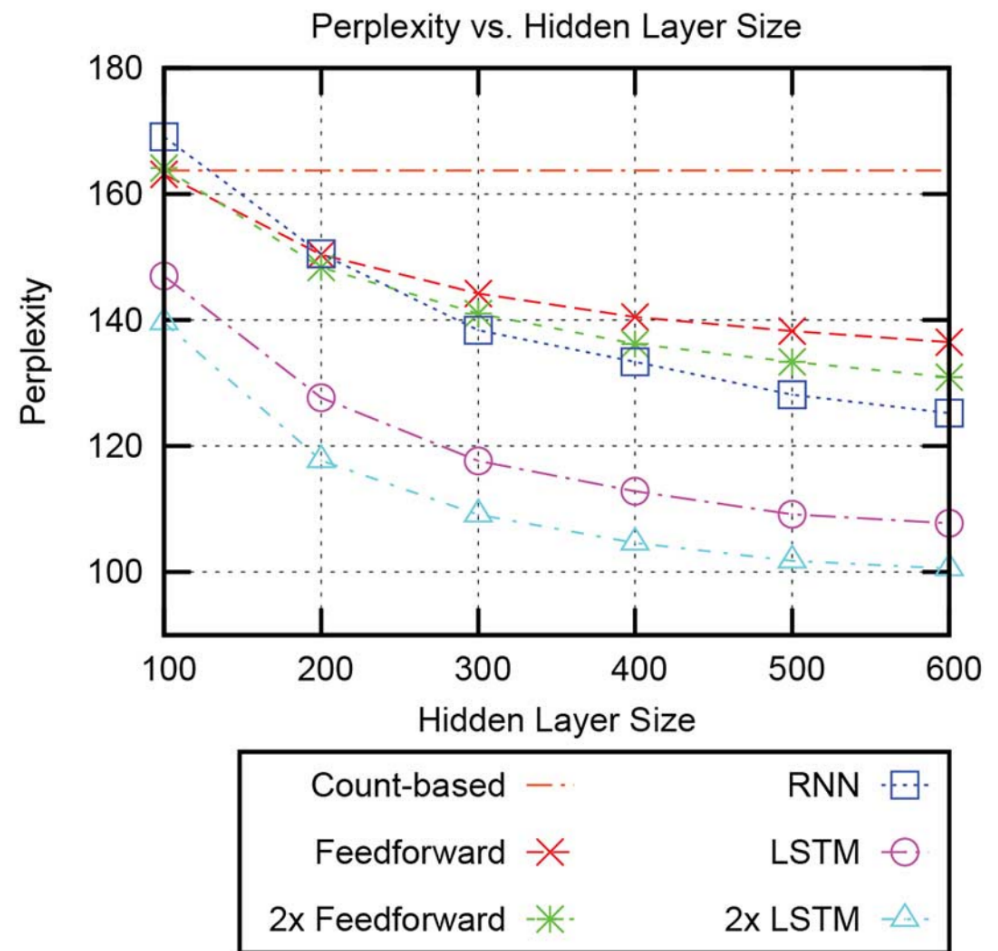 Perplexity vs. Hidden Layer Size
180
160
140
120
100
Perplexity
100 200 300 400 500 600
Hidden Layer Size
Count-based RNN
Feedforward LSTM
2x Feedforward 2x LSTM